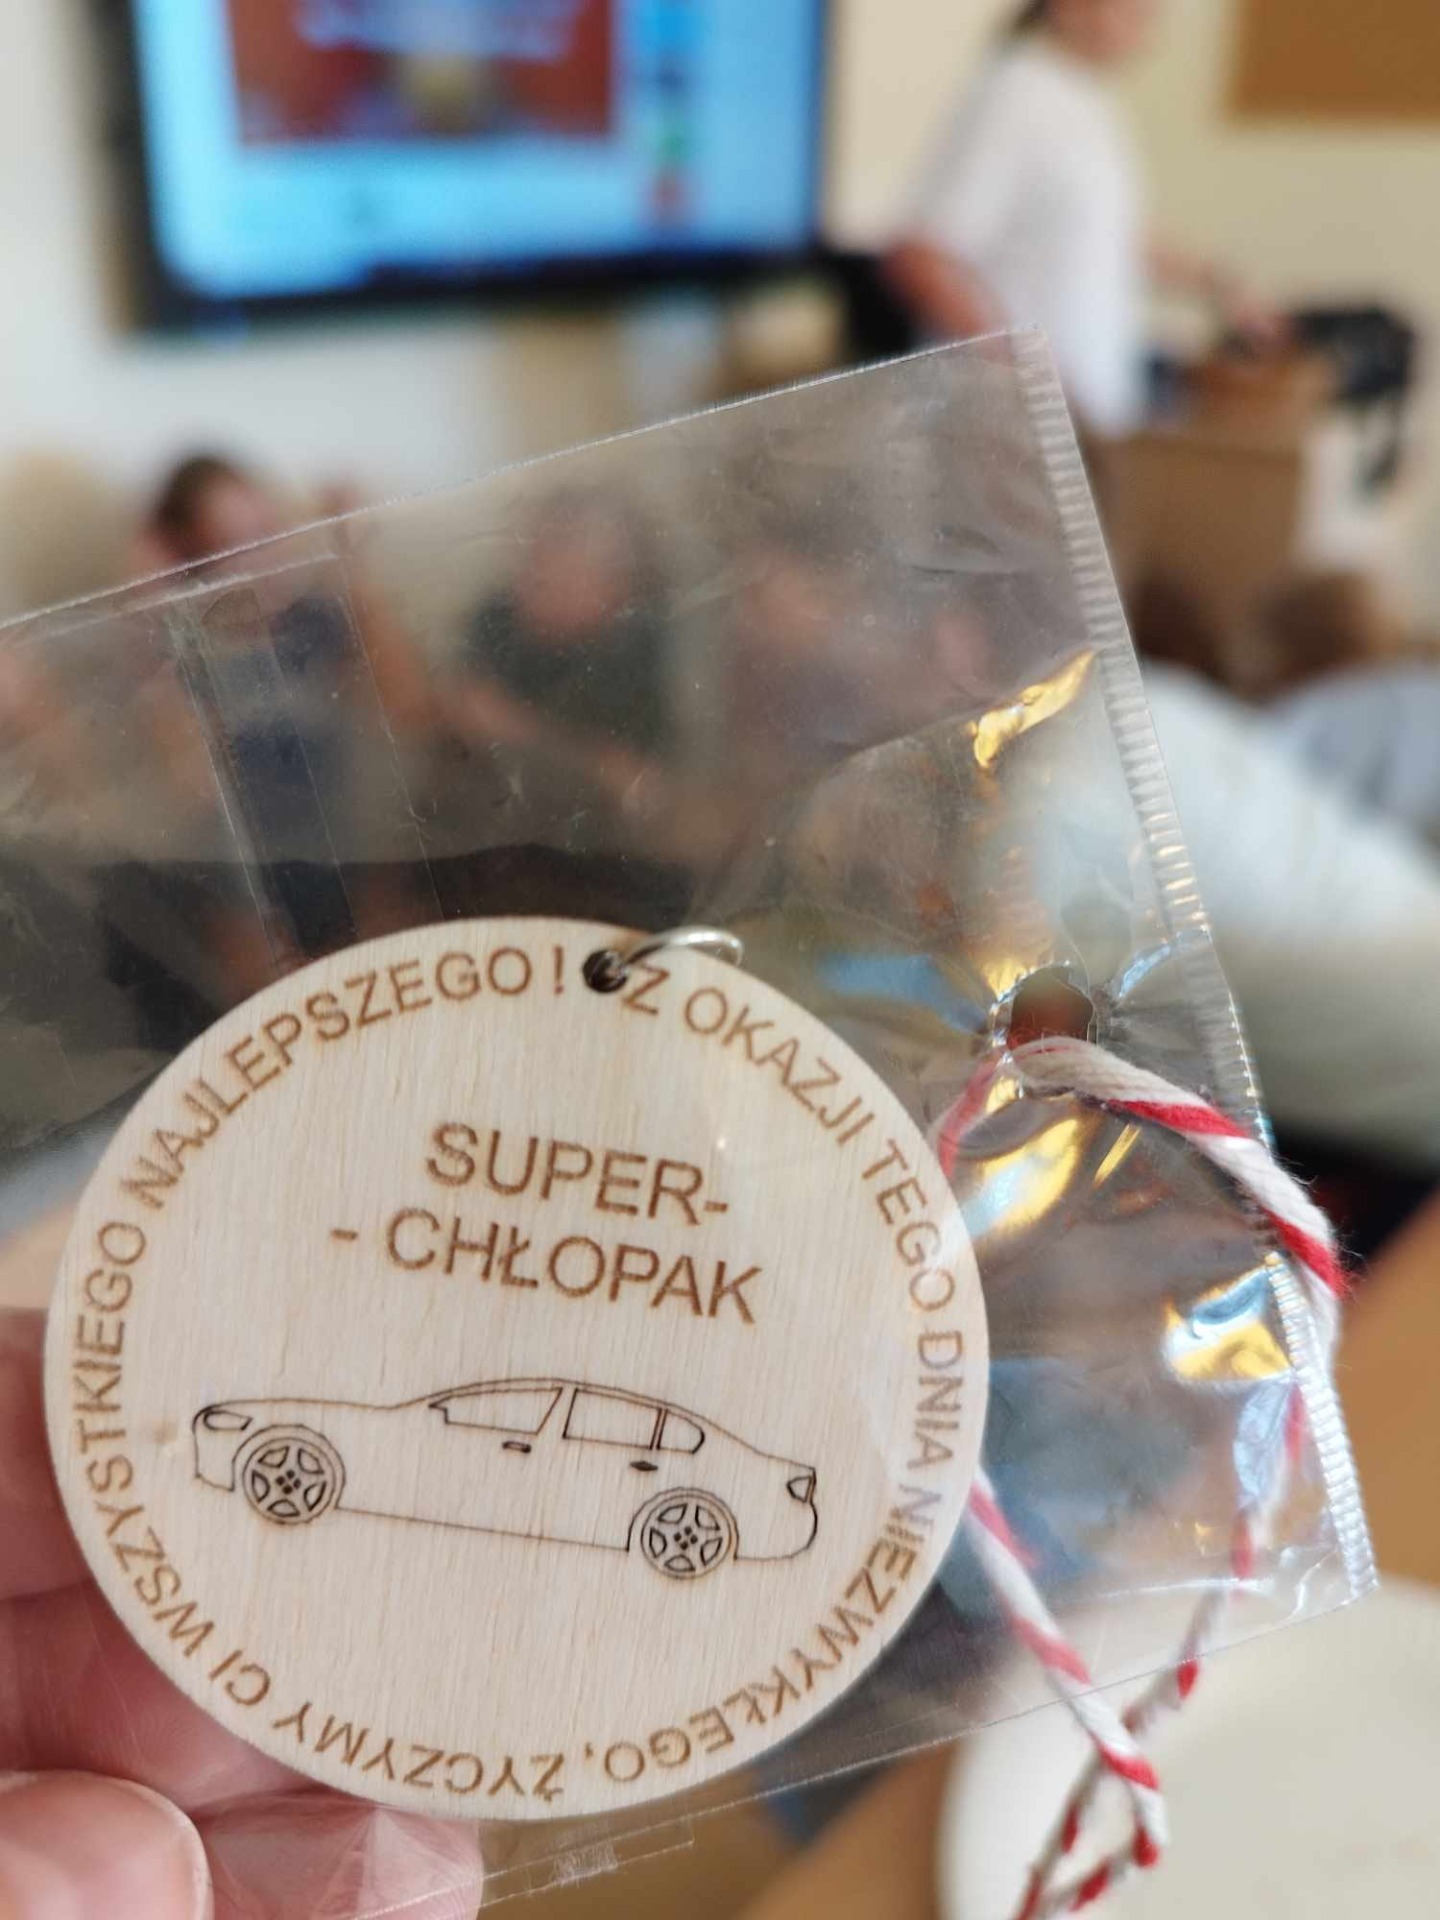 Z OKAZJI TEGO DNIA NIEZWYKŁEGO, ŻYCZYMY CI WSZYSTKIEGO NAJLEPSZEGO !
SUPER-
- CHŁOPAK